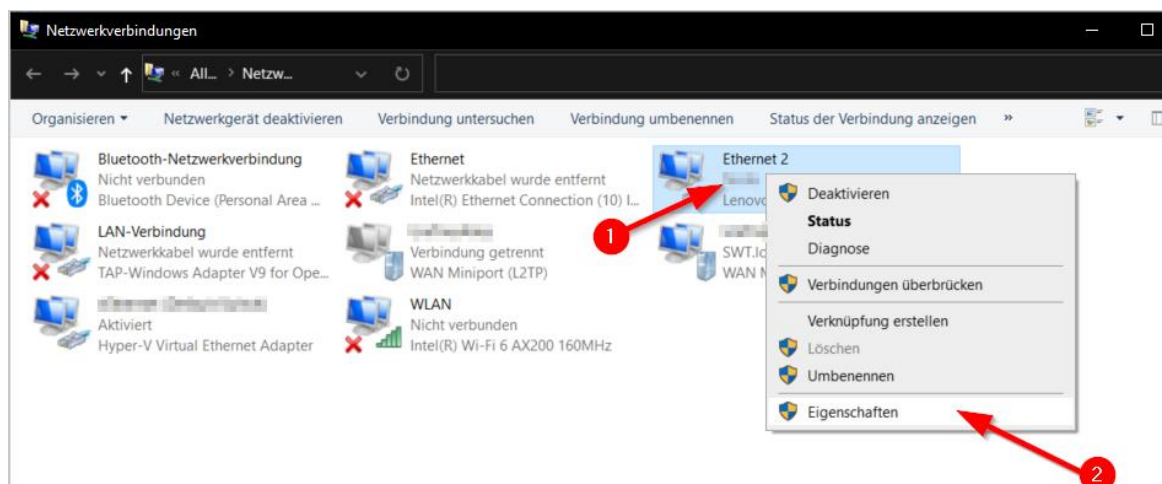 Netzwerkverbindungen
« All... > Netzw...
Organisieren Netzwerkgerät deaktivieren Verbindung untersuchen Verbindung umbenennen Status der Verbindung anzeigen »
Bluetooth-Netzwerkverbindung
Nicht verbunden
Bluetooth Device (Personal Area ...
Ethernet
Netzwerkkabel wurde entfernt
Intel(R) Ethernet Connection (10) I...
Ethernet 2
Lenovo
LAN-Verbindung
Netzwerkkabel wurde entfernt
TAP-Windows Adapter V9 for Ope...
Verbindung getrennt
WAN Miniport (L2TP)
SWT.lo
WAN M
Aktiviert
Hyper-V Virtual Ethernet Adapter
WLAN
Nicht verbunden
Intel(R) Wi-Fi 6 AX200 160MHz
Deaktivieren
Status
Diagnose
Verbindungen überbrücken
Verknüpfung erstellen
Löschen
Umbenennen
Eigenschaften
1
2